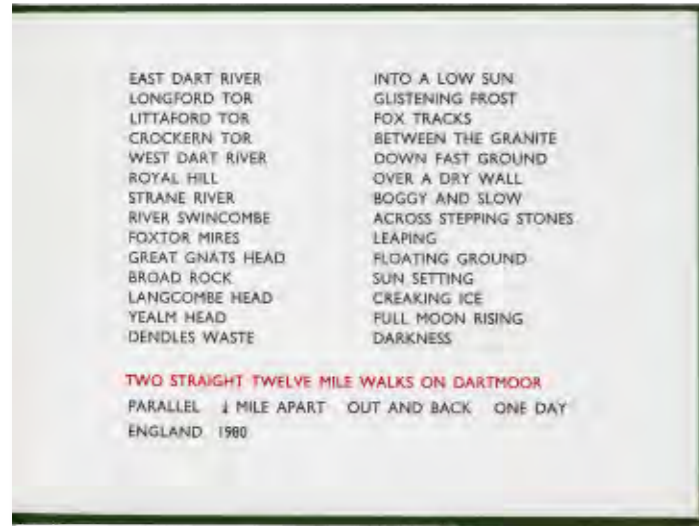 EAST DART RIVER
LONGFORD TOR
LITTAFORD TOR
CROCKERN TOR
WEST DART RIVER
ROYAL HILL
STRANE RIVER
RIVER SWINCOMBE
FOXTOR MIRES
GREAT GNATS HEAD
BROAD ROCK
LANGCOMBE HEAD
YEALM HEAD
DENDLES WASTE
INTO A LOW SUN
GLISTENING FROST
FOX TRACKS
BETWEEN THE GRANITE
DOWN FAST GROUND
OVER A DRY WALL
BOGGY AND SLOW
ACROSS STEPPING STONES
LEAPING
FLOATING GROUND
SUN SETTING
CREAKING ICE
FULL MOON RISING
DARKNESS
TWO STRAIGHT TWELVE MILE WALKS ON DARTMOOR
PARALLEL MILE APART OUT AND BACK ONE DAY
ENGLAND 1980